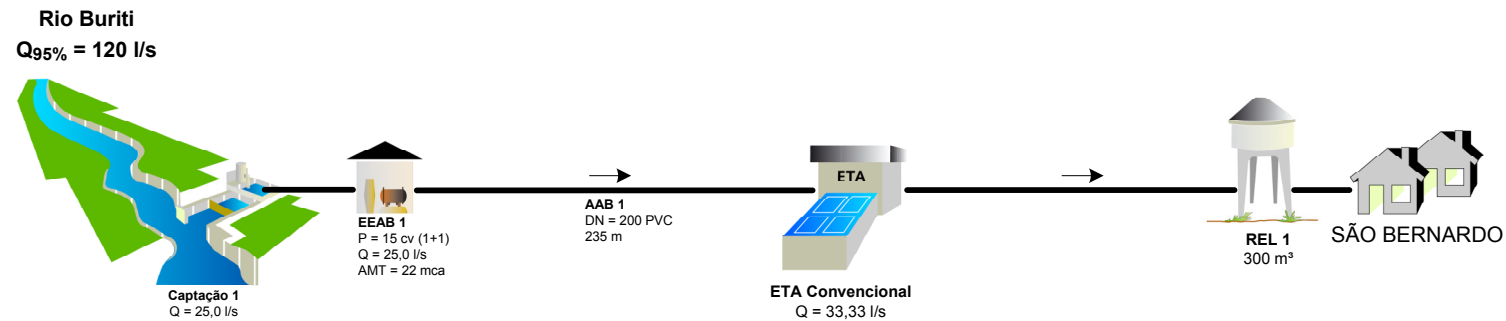 Rio Buriti
Q95% = 120 l/s
Captação 1
Q = 25,0 l/s
EEAB 1
P = 15 cv (1+1)
Q = 25,0 l/s
AMT = 22 mca
AAB 1
DN = 200 PVC
235 m
ETA
ETA Convencional
Q = 33,33 l/s
REL 1
300 m³
SÃO BERNARDO